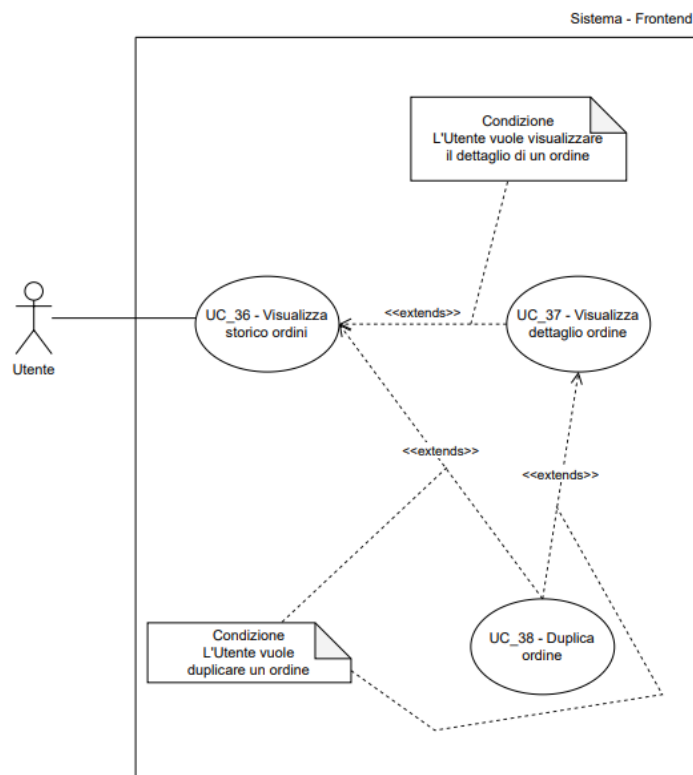 Sistema - Frontend
Condizione
L'Utente vuole visualizzare
il dettaglio di un ordine
UC_36 - Visualizza
storico ordini
<<extends>>
UC_37 - Visualizza
dettaglio ordine
Utente
<<extends>>
<<extends>>
Condizione
L'Utente vuole
duplicare un ordine
UC_38 - Duplica
ordine